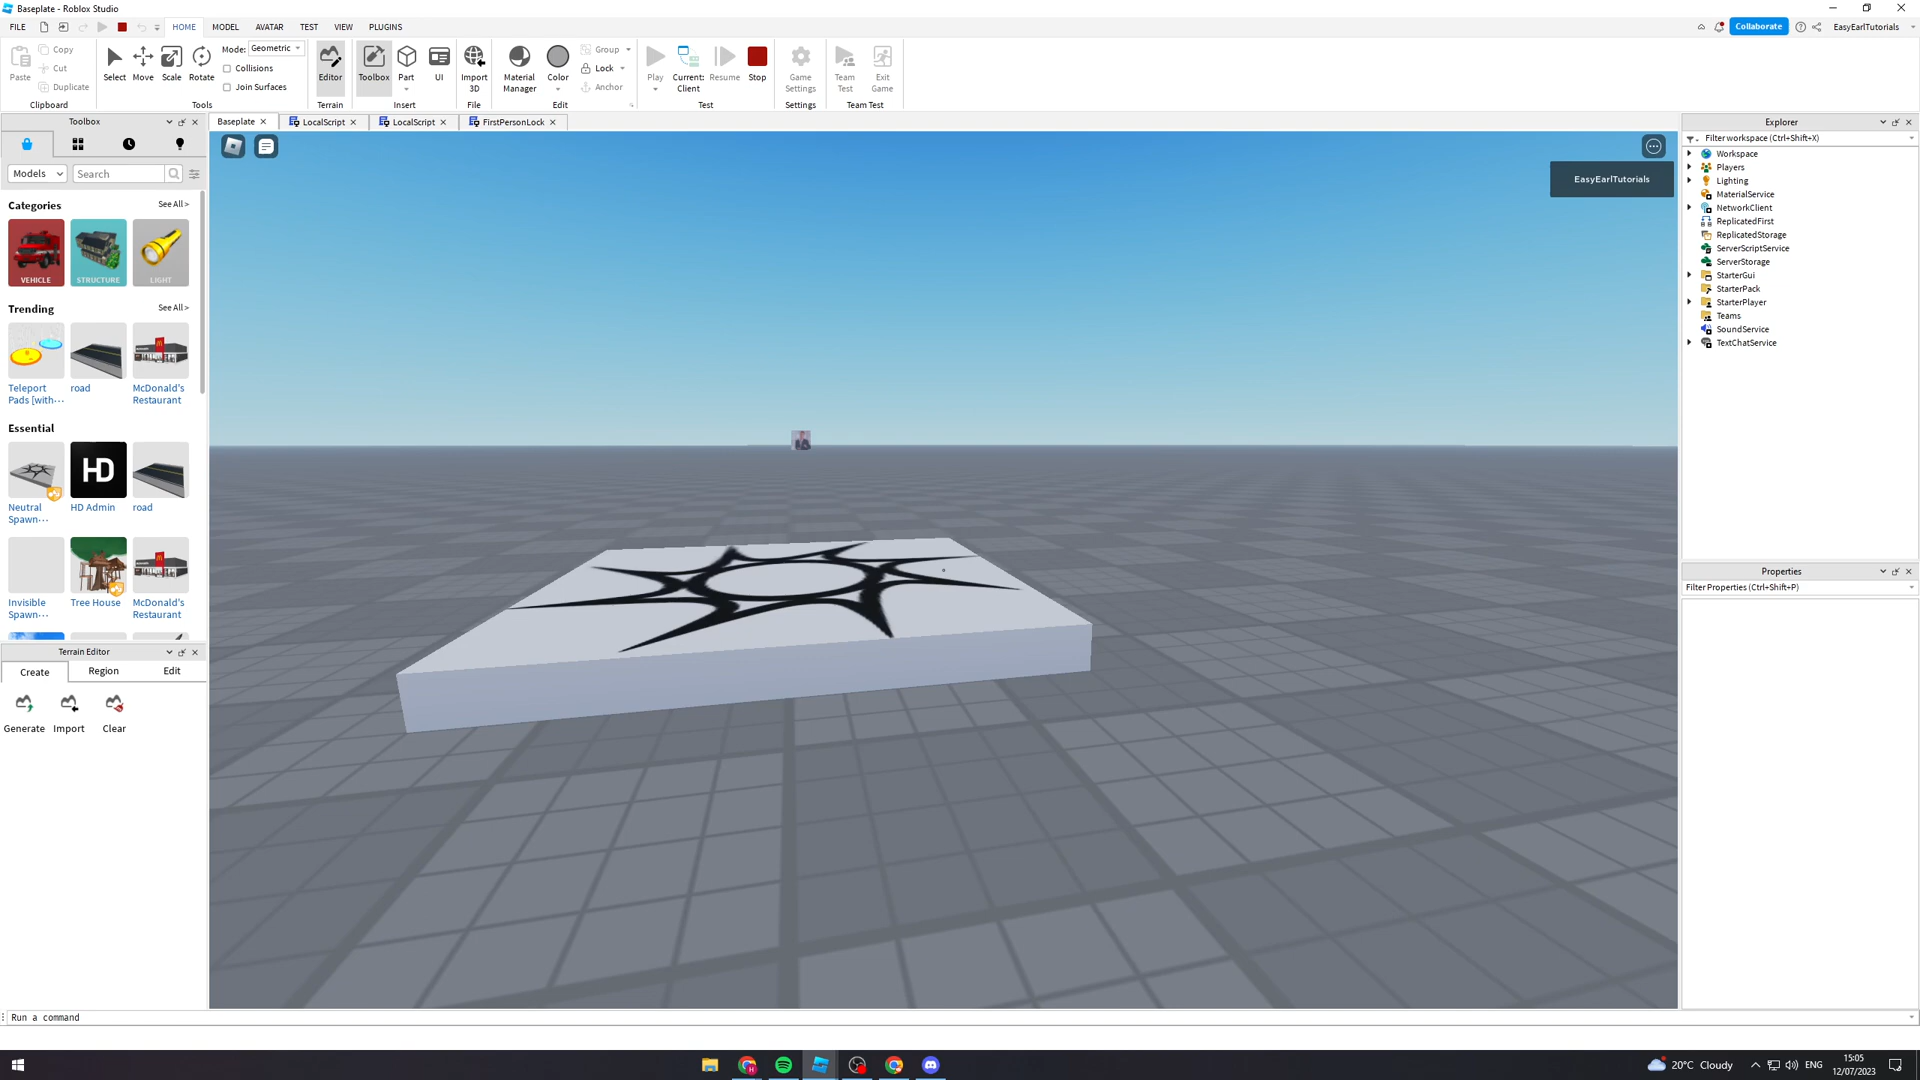 Baseplate - Roblox Studio
FILE HOME MODEL AVATAR TEST VIEW PLUGINS
Collaborate EasyEarlTutorials
Paste Copy Cut Duplicate
Clipboard
Select Move Scale Rotate
Mode: Geometric
Collisions
Join Surfaces
Tools
Editor
Terrain
Toolbox Part UI
Insert
Import 3D
File
Material Manager
Color
Group
Lock
Anchor
Edit
Play Current: Client Resume Stop
Test
Game Settings
Settings
Team Test
Exit Game
Team Test
Toolbox
Baseplate LocalScript LocalScript FirstPersonLock
Models Search
Categories See All >
VEHICLE STRUCTURE LIGHT
Trending See All >
Teleport Pads [with···
road
McDonald's Restaurant
Essential
HD
Neutral Spawn···
HD Admin
road
Invisible Spawn···
Tree House
McDonald's Restaurant
Terrain Editor
Create Region Edit
Generate Import Clear
EasyEarlTutorials
Explorer
Filter workspace (Ctrl+Shift+X)
Workspace
Players
Lighting
MaterialService
NetworkClient
ReplicatedFirst
ReplicatedStorage
ServerScriptService
ServerStorage
StarterGui
StarterPack
StarterPlayer
Teams
SoundService
TextChatService
Properties
Filter Properties (Ctrl+Shift+P)
Run a command
20°C Cloudy ENG 15:05
12/07/2023